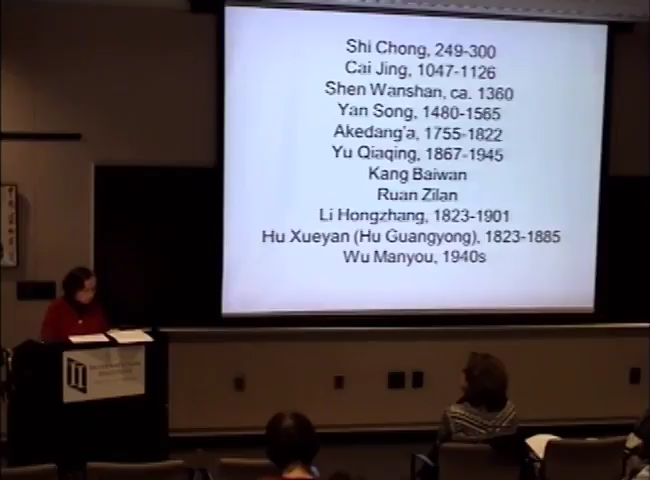 Shi Chong, 249-300
Cai Jing, 1047-1126
Shen Wanshan, ca. 1360
Yan Song, 1480-1565
Akedang'a, 1755-1822
Yu Qiaqing, 1867-1945
Kang Baiwan
Ruan Zilan
Li Hongzhang, 1823-1901
Hu Xueyan (Hu Guangyong), 1823-1885
Wu Manyou, 1940s